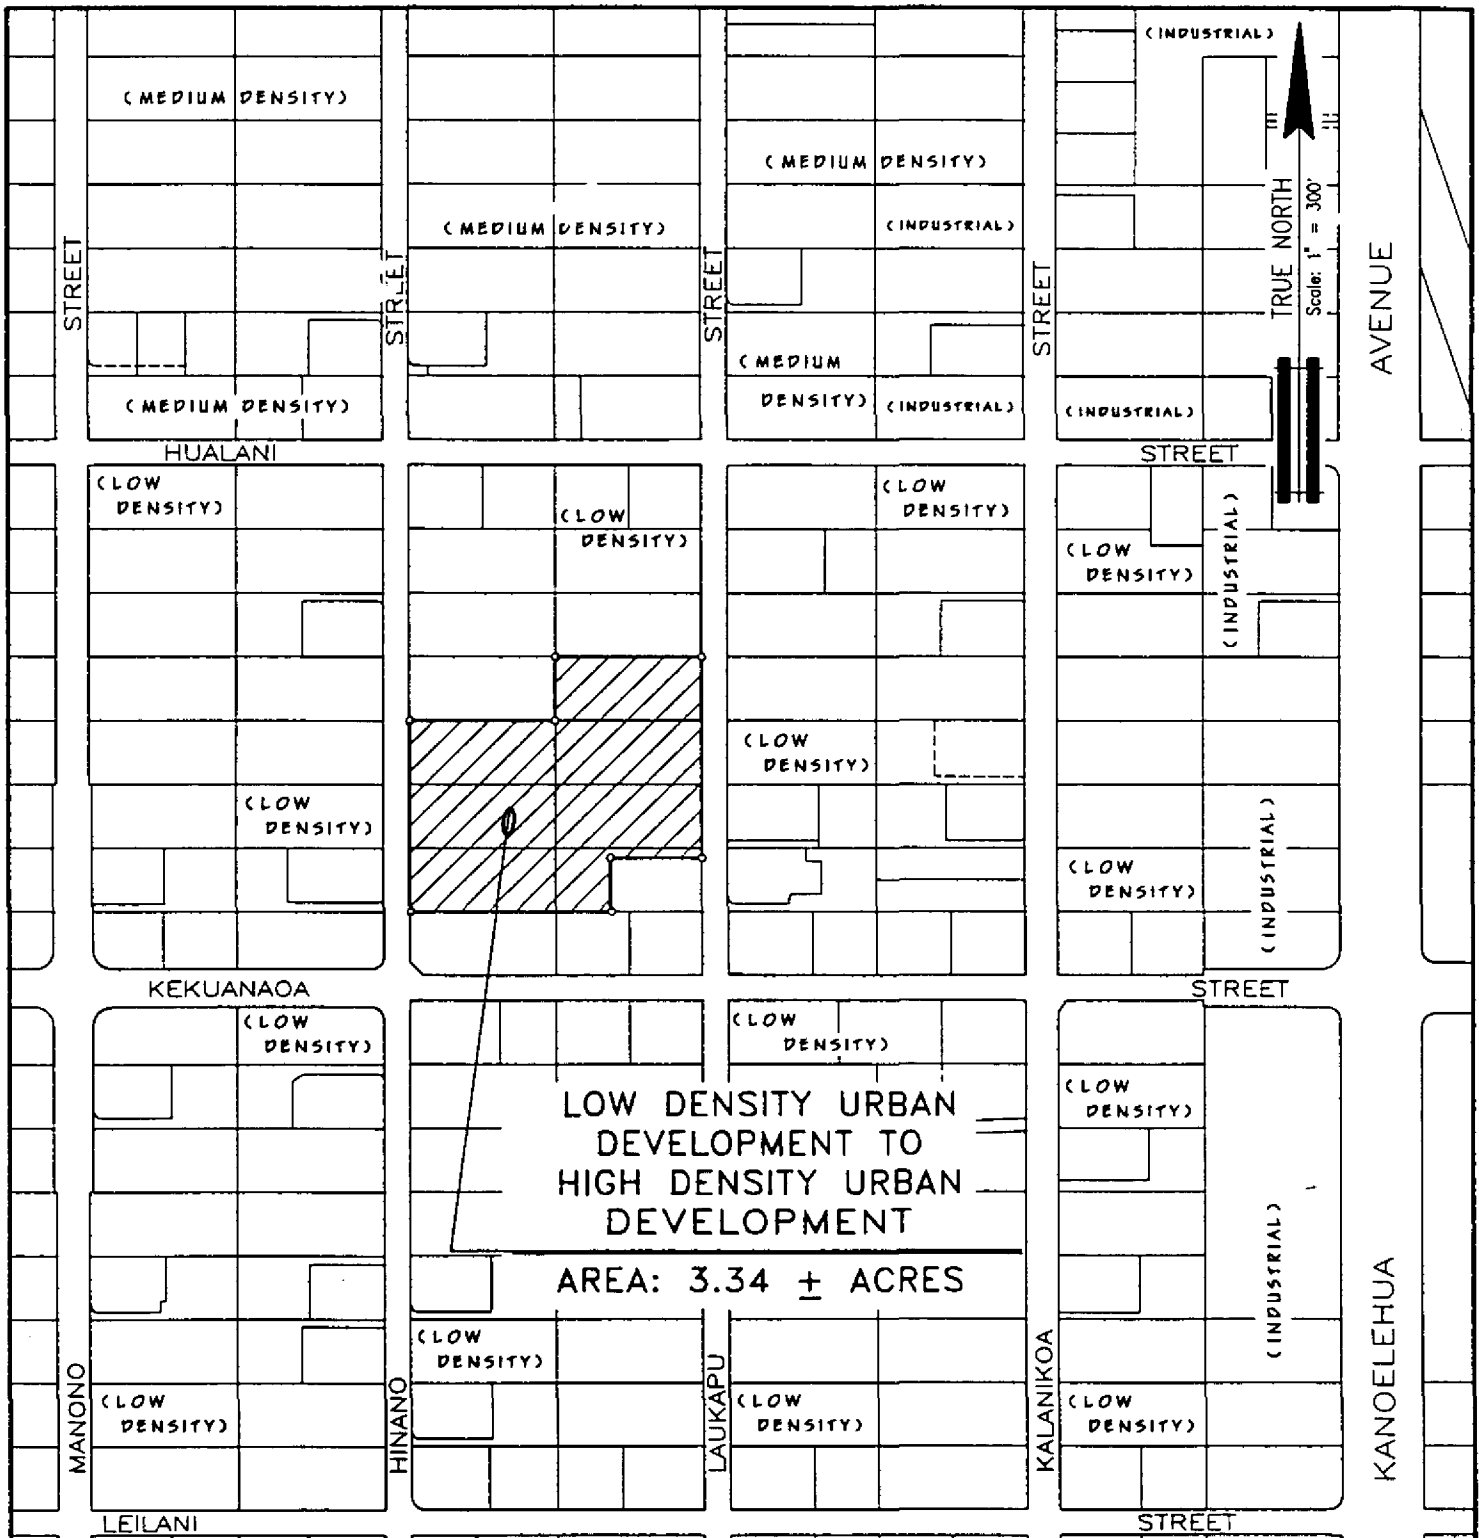 (INDUSTRIAL)
(MEDIUM DENSITY)
(MEDIUM DENSITY)
(MEDIUM DENSITY)
(INDUSTRIAL)
TRUE NORTH
Scale: 1" = 300'
STREET
STREET
STREET
STREET
AVENUE
(MEDIUM
DENSITY)
(MEDIUM DENSITY)
(INDUSTRIAL)
(INDUSTRIAL)
HUALANI
STREET
(LOW
DENSITY)
(LOW
DENSITY)
(LOW
DENSITY)
(LOW
DENSITY)
(INDUSTRIAL)
(LOW
DENSITY)
(LOW
DENSITY)
(LOW
DENSITY)
(INDUSTRIAL)
KEKUANAOA
STREET
(LOW
DENSITY)
(LOW
DENSITY)
(LOW
DENSITY)
LOW DENSITY URBAN
DEVELOPMENT TO
HIGH DENSITY URBAN
DEVELOPMENT
AREA: 3.34 ± ACRES
(INDUSTRIAL)
(LOW
DENSITY)
(LOW
DENSITY)
(LOW
DENSITY)
(LOW
DENSITY)
MANONO
HINANO
LAUKAPU
KALANIKOA
KANOELEHUA
LEILANI
STREET